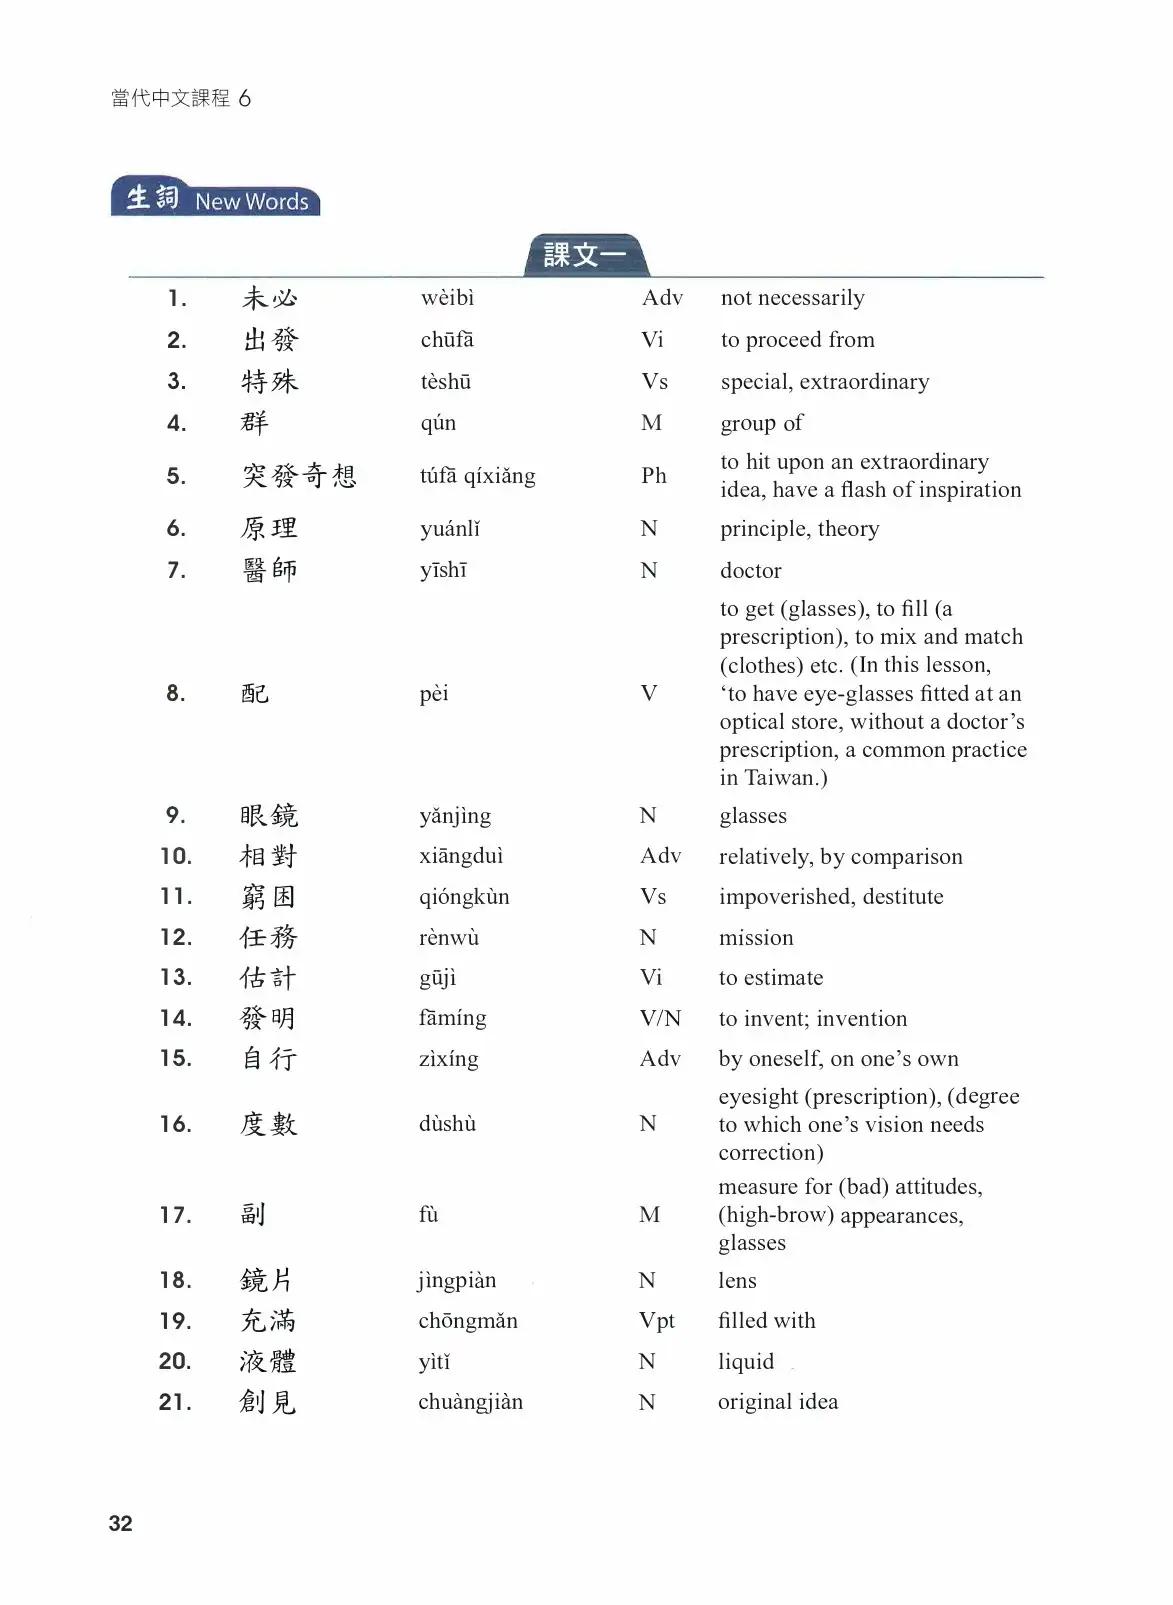 當代中文課程 6
生詞 New Words
課文一
1. 未必 wèibì Adv not necessarily
2. 出發 chūfā Vi to proceed from
3. 特殊 tèshū Vs special, extraordinary
4. 群 qún M group of
5. 突發奇想 túfā qíxiǎng Ph to hit upon an extraordinary
idea, have a flash of inspiration
6. 原理 yuánlǐ N principle, theory
7. 醫師 yīshī N doctor
8. 配 pèi V to get (glasses), to fill (a
prescription), to mix and match
(clothes) etc. (In this lesson,
‘to have eye-glasses fitted at an
optical store, without a doctor’s
prescription, a common practice
in Taiwan.)
9. 眼鏡 yǎnjìng N glasses
10. 相對 xiāngduì Adv relatively, by comparison
11. 窮困 qióngkùn Vs impoverished, destitute
12. 任務 rènwù N mission
13. 估計 gūjì Vi to estimate
14. 發明 fāmíng V/N to invent; invention
15. 自行 zìxíng Adv by oneself, on one’s own
16. 度數 dùshù N eyesight (prescription), (degree
to which one’s vision needs
correction)
17. 副 fù M measure for (bad) attitudes,
(high-brow) appearances,
glasses
18. 鏡片 jìngpiàn N lens
19. 充滿 chōngmǎn Vpt filled with
20. 液體 yìtǐ N liquid
21. 創見 chuàngjiàn N original idea
32